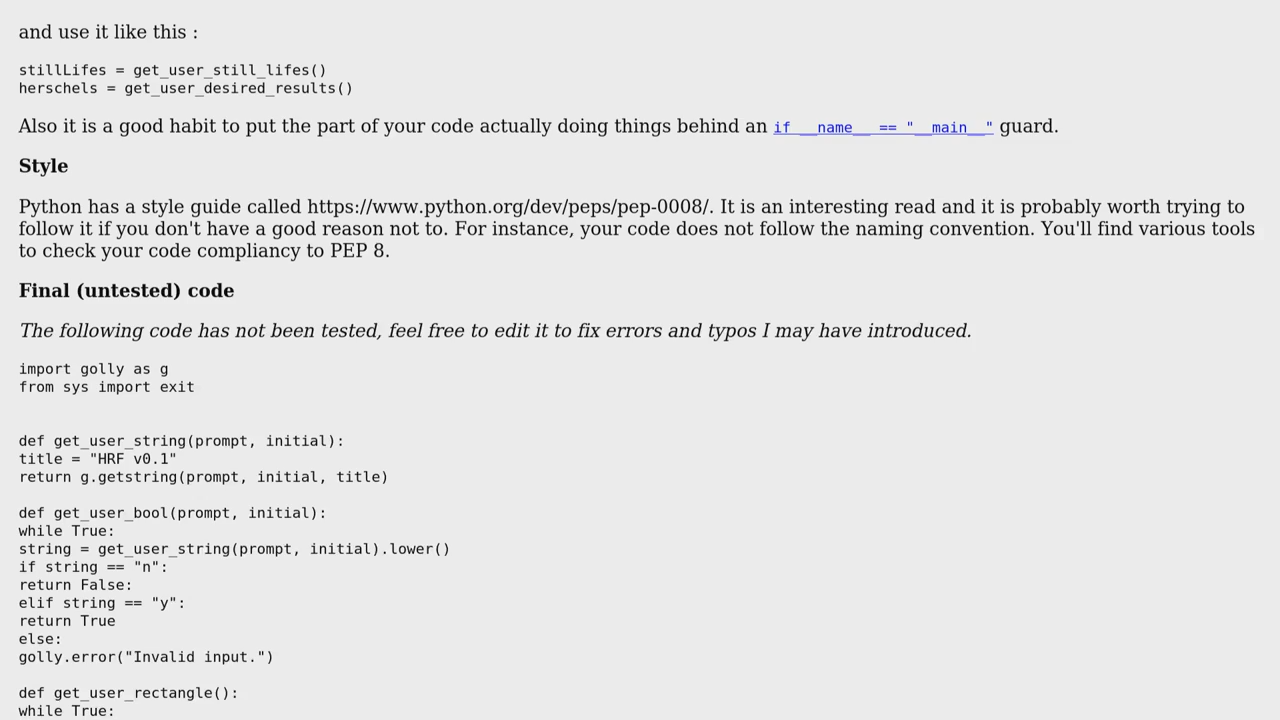 and use it like this :
stillLifes = get_user_still_lifes()
herschels = get_user_desired_results()
Also it is a good habit to put the part of your code actually doing things behind an if __name__ == "__main__" guard.
Style
Python has a style guide called https://www.python.org/dev/peps/pep-0008/. It is an interesting read and it is probably worth trying to
follow it if you don't have a good reason not to. For instance, your code does not follow the naming convention. You'll find various tools
to check your code compliancy to PEP 8.
Final (untested) code
The following code has not been tested, feel free to edit it to fix errors and typos I may have introduced.
import golly as g
from sys import exit
def get_user_string(prompt, initial):
title = "HRF v0.1"
return g.getstring(prompt, initial, title)
def get_user_bool(prompt, initial):
while True:
string = get_user_string(prompt, initial).lower()
if string == "n":
return False:
elif string == "y":
return True
else:
golly.error("Invalid input.")
def get_user_rectangle():
while True: